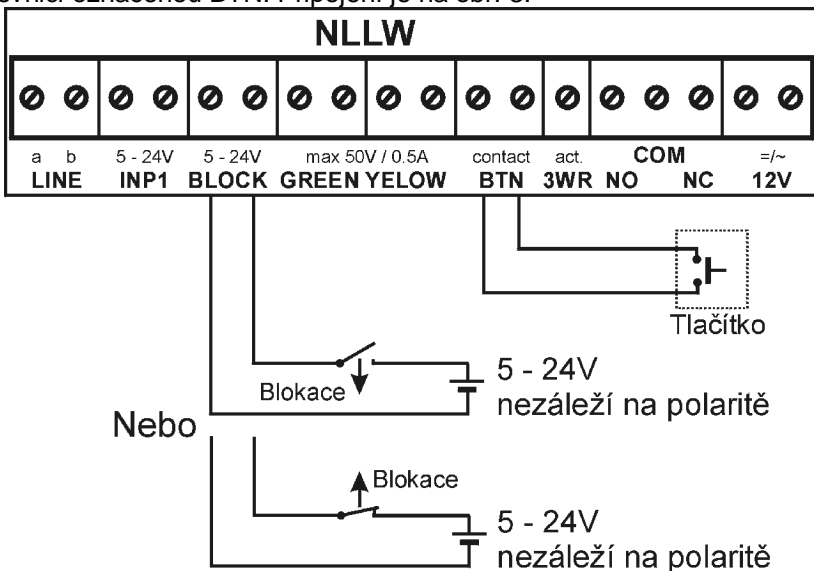 NLLW
a b 5 - 24V 5 - 24V max 50V / 0.5A contact act. COM =/~
LINE INP1 BLOCK GREEN YELOW BTN 3WR NO NC 12V
Tlačítko
Blokace
5 - 24V
nezáleží na polaritě
Nebo
Blokace
5 - 24V
nezáleží na polaritě